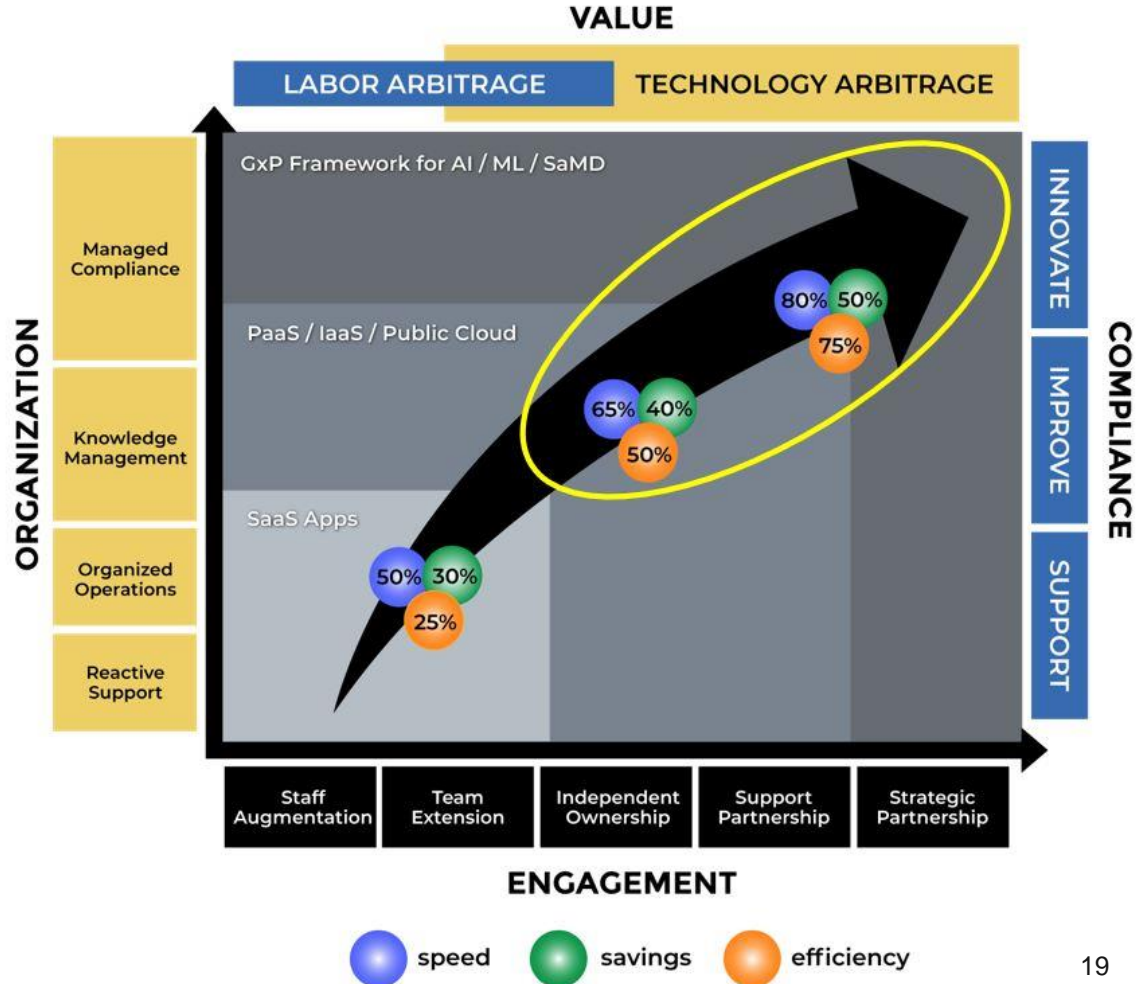 VALUE
LABOR ARBITRAGE
TECHNOLOGY ARBITRAGE
ORGANIZATION
Managed
Compliance
Knowledge
Management
Organized
Operations
Reactive
Support
GxP Framework for AI / ML / SaMD
PaaS / IaaS / Public Cloud
SaaS Apps
80%
50%
75%
65%
40%
50%
50%
30%
25%
INNOVATE
IMPROVE
SUPPORT
COMPLIANCE
Staff
Augmentation
Team
Extension
Independent
Ownership
Support
Partnership
Strategic
Partnership
ENGAGEMENT
speed
savings
efficiency
19